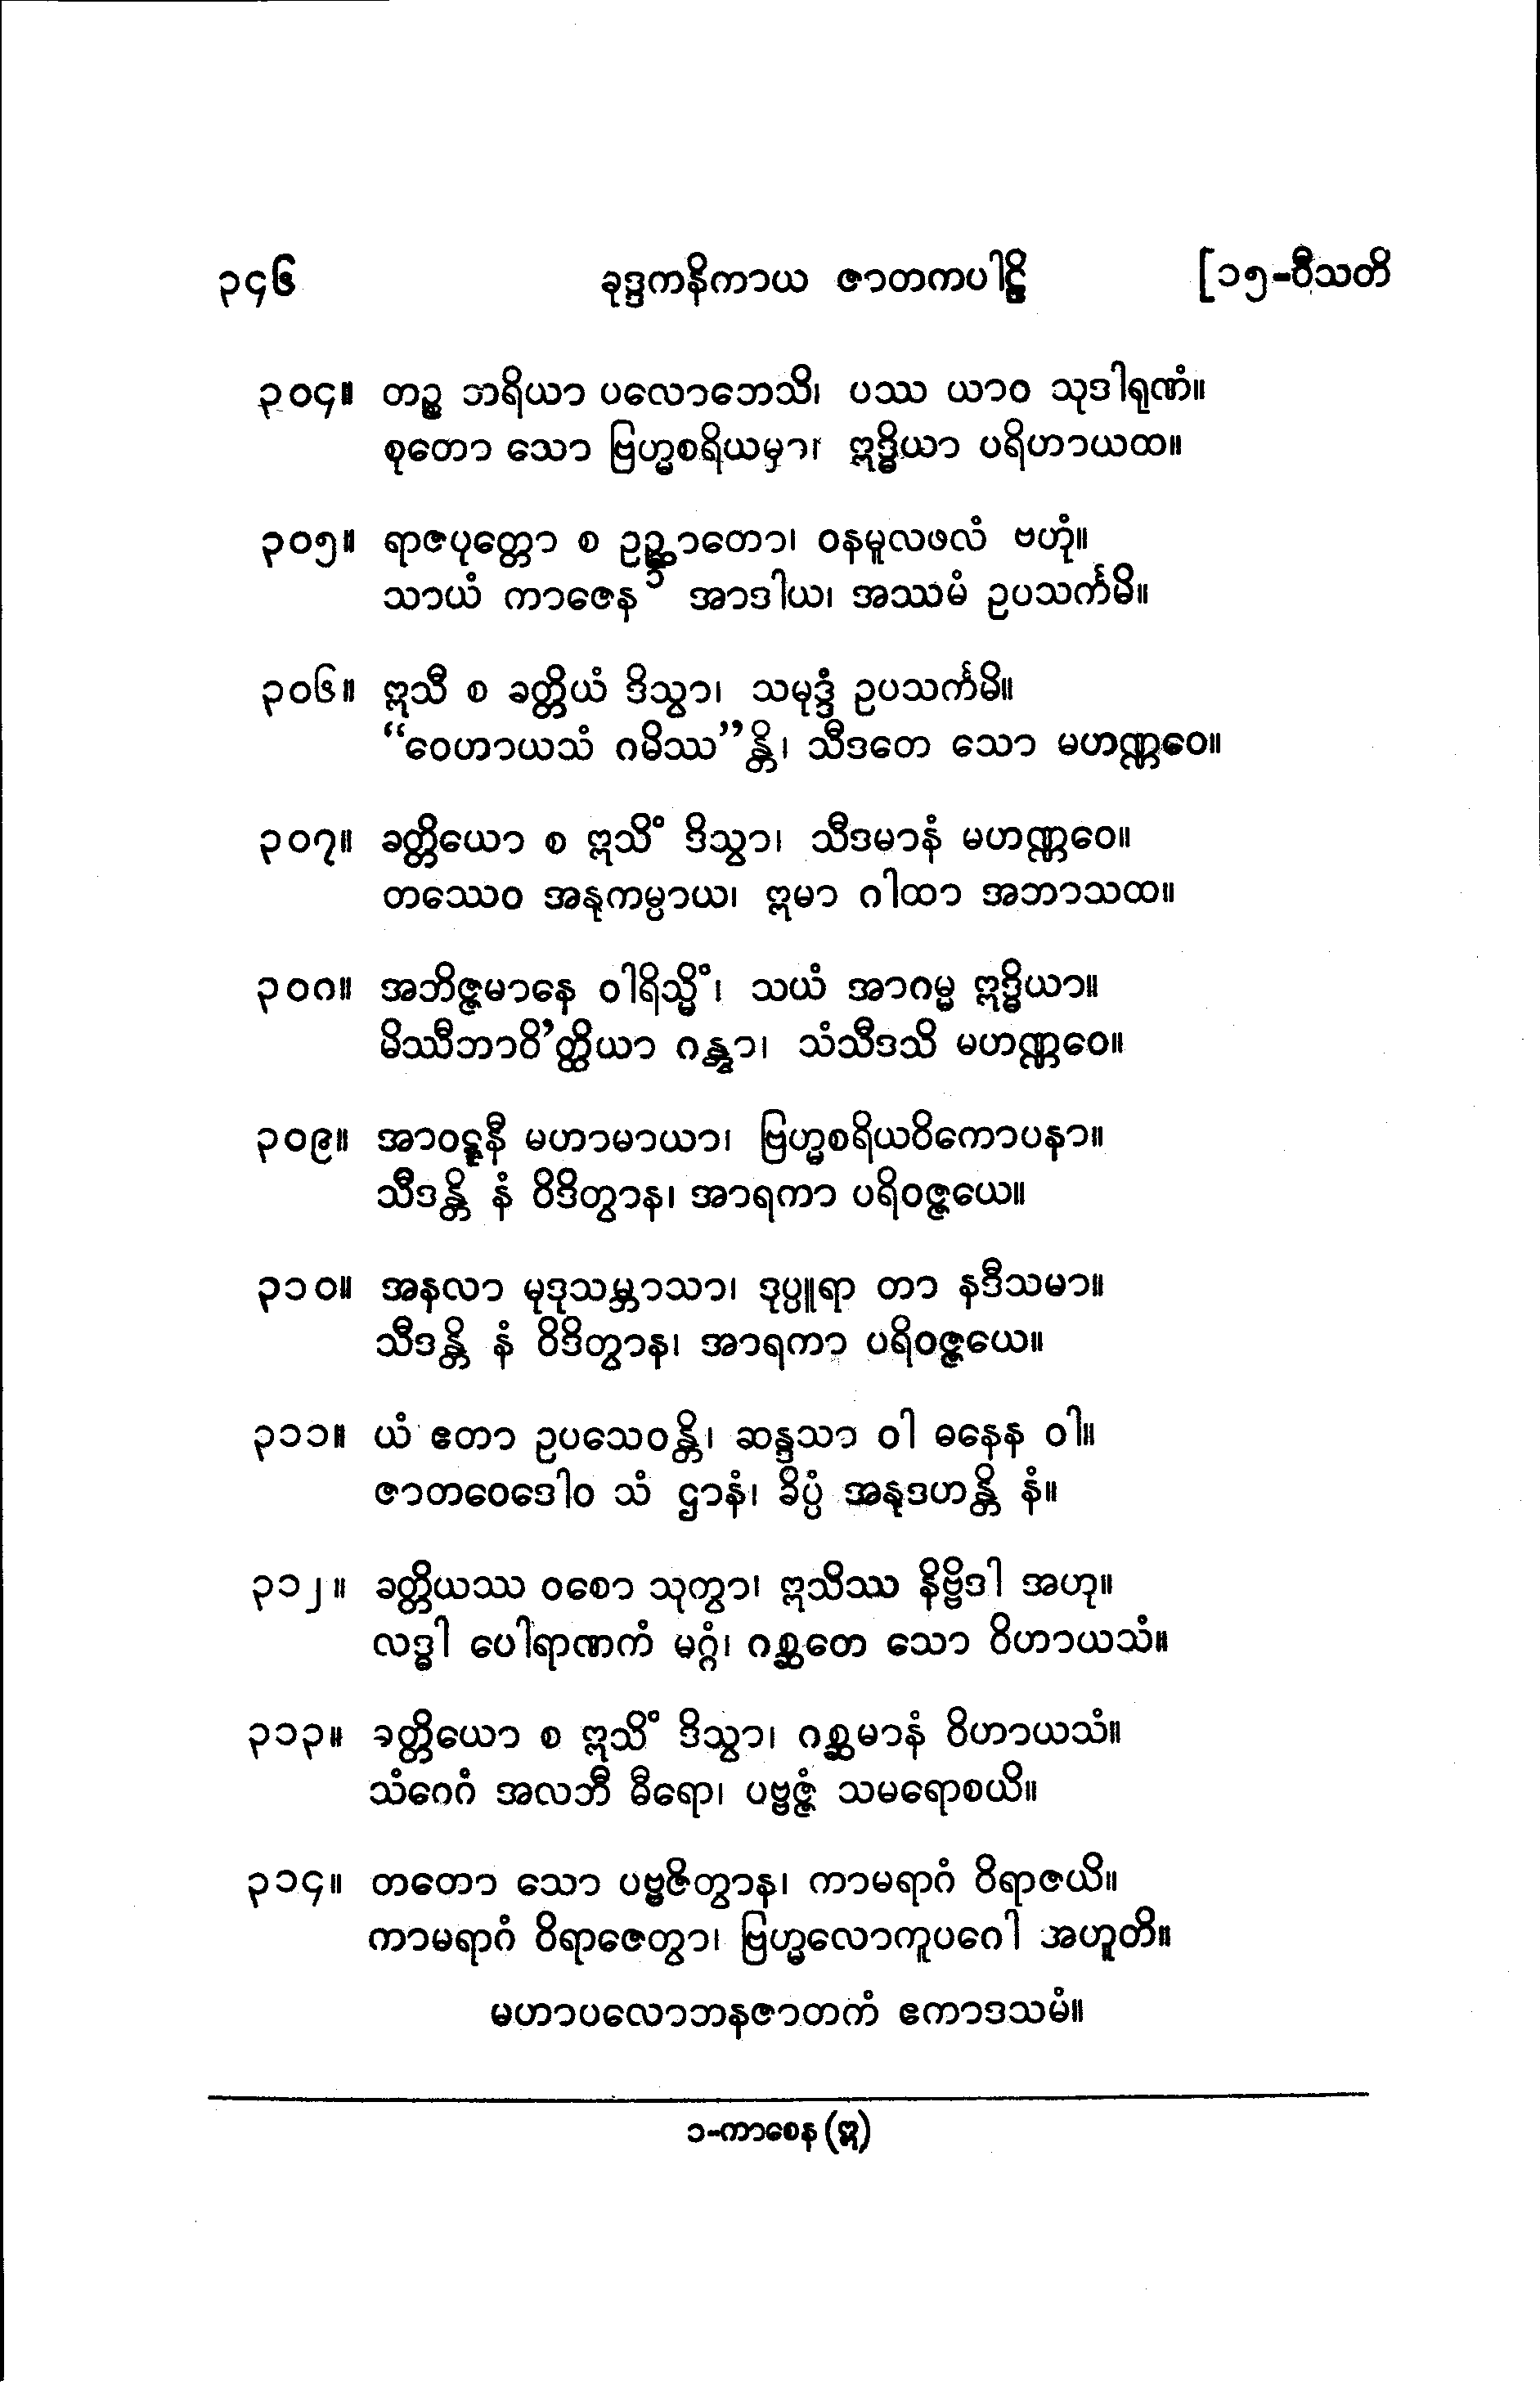 ၃၄၆ ခုဒ္ဒကနိကာယ ဇာတကပါဠိ [၁၅-ဝီသတိ
၃၀၄။ တဉ္စ ဘရိယာ ပလောဘေသိ၊ ပဿ ယာဝ သုဒါရုဏံ။
စုတော သော ဗြဟ္မစရိယမှာ၊ ဣဒ္ဓိယာ ပရိဟာယထ။
၃၀၅။ ရာဇပုတ္တော စ ဥဉ္ဆာတော၊ ဝနမူလဖလံ ဗဟုံ။
သာယံ ကာဇေန ၁ အာဒါယ၊ အဿမံ ဥပသင်္ကမိ။
၃၀၆။ ဣသီ စ ခတ္တိယံ ဒိသွာ၊ သမုဒ္ဒံ ဥပသင်္ကမိ။
“ဝေဟာယသံ ဂမိဿ”န္တိ၊ သီဒတေ သော မဟဏ္ဏဝေ။
၃၀၇။ ခတ္တိယော စ ဣသိံ ဒိသွာ၊ သီဒမာနံ မဟဏ္ဏဝေ။
တဿေဝ အနုကမ္ပာယ၊ ဣမာ ဂါထာ အဘာသထ။
၃၀၈။ အဘိဇ္ဇမာနေ ဝါရိသ္မိံ၊ သယံ အာဂမ္မ ဣဒ္ဓိယာ။
မိဿီဘာဝိ’တ္ထိယာ ဂန္တွာ၊ သံသီဒသိ မဟဏ္ဏဝေ။
၃၀၉။ အာဝဋ္ဋနီ မဟာမာယာ၊ ဗြဟ္မစရိယဝိကောပနာ။
သီဒန္တိ နံ ဝိဒိတွာန၊ အာရကာ ပရိဝဇ္ဇယေ။
၃၁၀။ အနလာ မုဒုသမ္ဘာသာ၊ ဒုပ္ပူရာ တာ နဒီသမာ။
သီဒန္တိ နံ ဝိဒိတွာန၊ အာရကာ ပရိဝဇ္ဇယေ။
၃၁၁။ ယံ ဧတာ ဥပသေဝန္တိ၊ ဆန္ဒသာ ဝါ ဓနေန ဝါ။
ဇာတဝေဒေါဝ သံ ဌာနံ၊ ခိပ္ပံ အနုဒဟန္တိ နံ။
၃၁၂။ ခတ္တိယဿ ဝစော သုတွာ၊ ဣသိဿ နိဗ္ဗိဒါ အဟု။
လဒ္ဓါ ပေါရာဏကံ မဂ္ဂံ၊ ဂစ္ဆတေ သော ဝိဟာယသံ။
၃၁၃။ ခတ္တိယော စ ဣသိံ ဒိသွာ၊ ဂစ္ဆမာနံ ဝိဟာယသံ။
သံဂေဂံ အလဘီ ဓီရော၊ ပဗ္ဗဇ္ဇံ သမရောစယိ။
၃၁၄။ တတော သော ပဗ္ဗဇိတွာန၊ ကာမရာဂံ ဝိရာဇယိ။
ကာမရာဂံ ဝိရာဇေတွာ၊ ဗြဟ္မလောကူပဂေါ အဟူတိ။
မဟာပလောဘနဇာတကံ ဧကာဒသမံ။
၁-ကာစေန (ဣ)